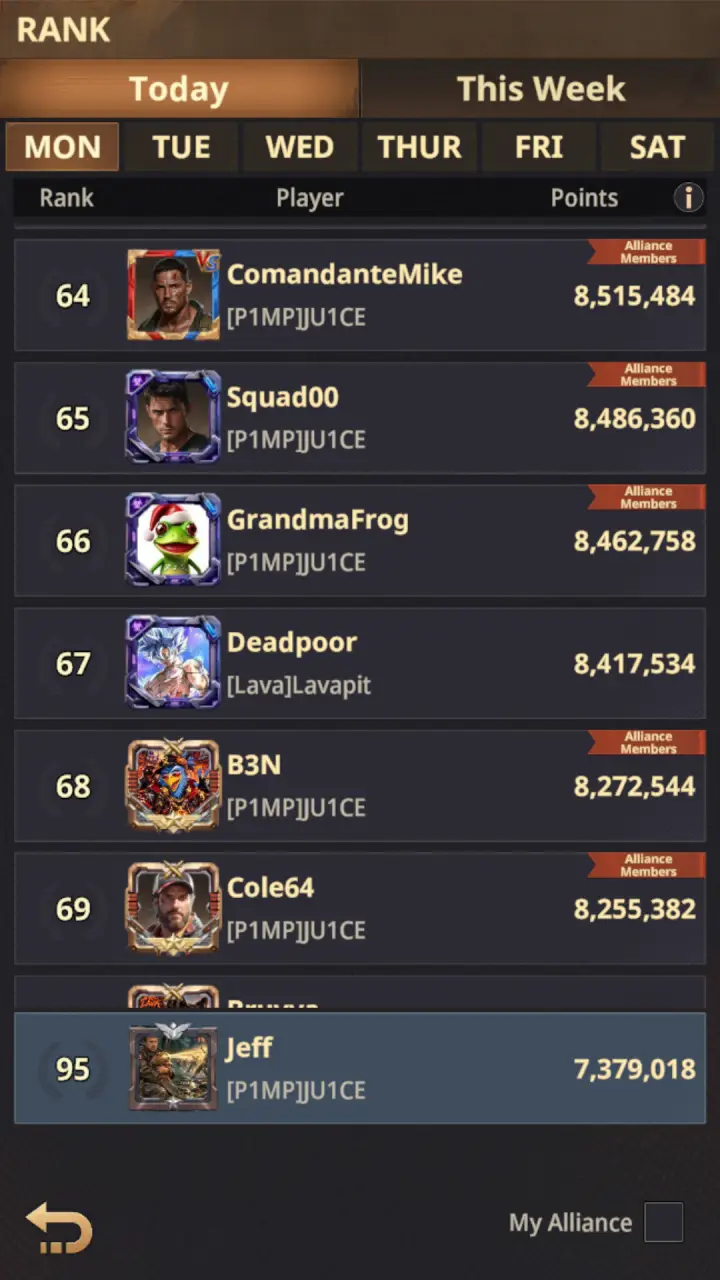 RANK
Today
This Week
MON
TUE
WED
THUR
FRI
SAT
Rank
Player
Points
i
64
ComandanteMike
[P1MP]JU1CE
Alliance
Members
8,515,484
65
Squad00
[P1MP]JU1CE
Alliance
Members
8,486,360
66
GrandmaFrog
[P1MP]JU1CE
Alliance
Members
8,462,758
67
Deadpoor
[Lava]Lavapit
8,417,534
68
B3N
[P1MP]JU1CE
Alliance
Members
8,272,544
69
Cole64
[P1MP]JU1CE
Alliance
Members
8,255,382
95
Jeff
[P1MP]JU1CE
7,379,018
My Alliance